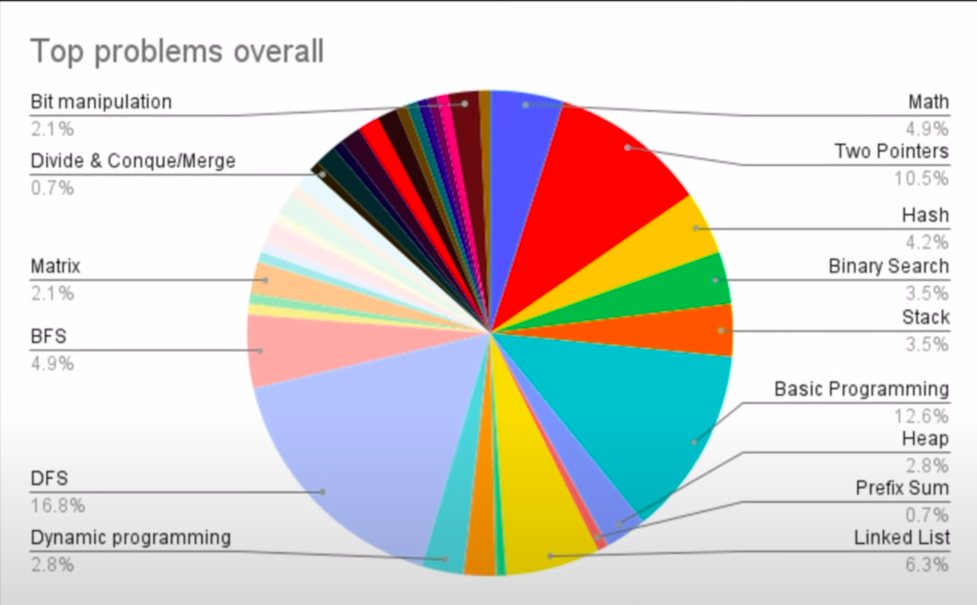 Top problems overall
Bit manipulation
2.1%
Divide & Conque/Merge
0.7%
Matrix
2.1%
BFS
4.9%
DFS
16.8%
Dynamic programming
2.8%
Math
4.9%
Two Pointers
10.5%
Hash
4.2%
Binary Search
3.5%
Stack
3.5%
Basic Programming
12.6%
Heap
2.8%
Prefix Sum
0.7%
Linked List
6.3%